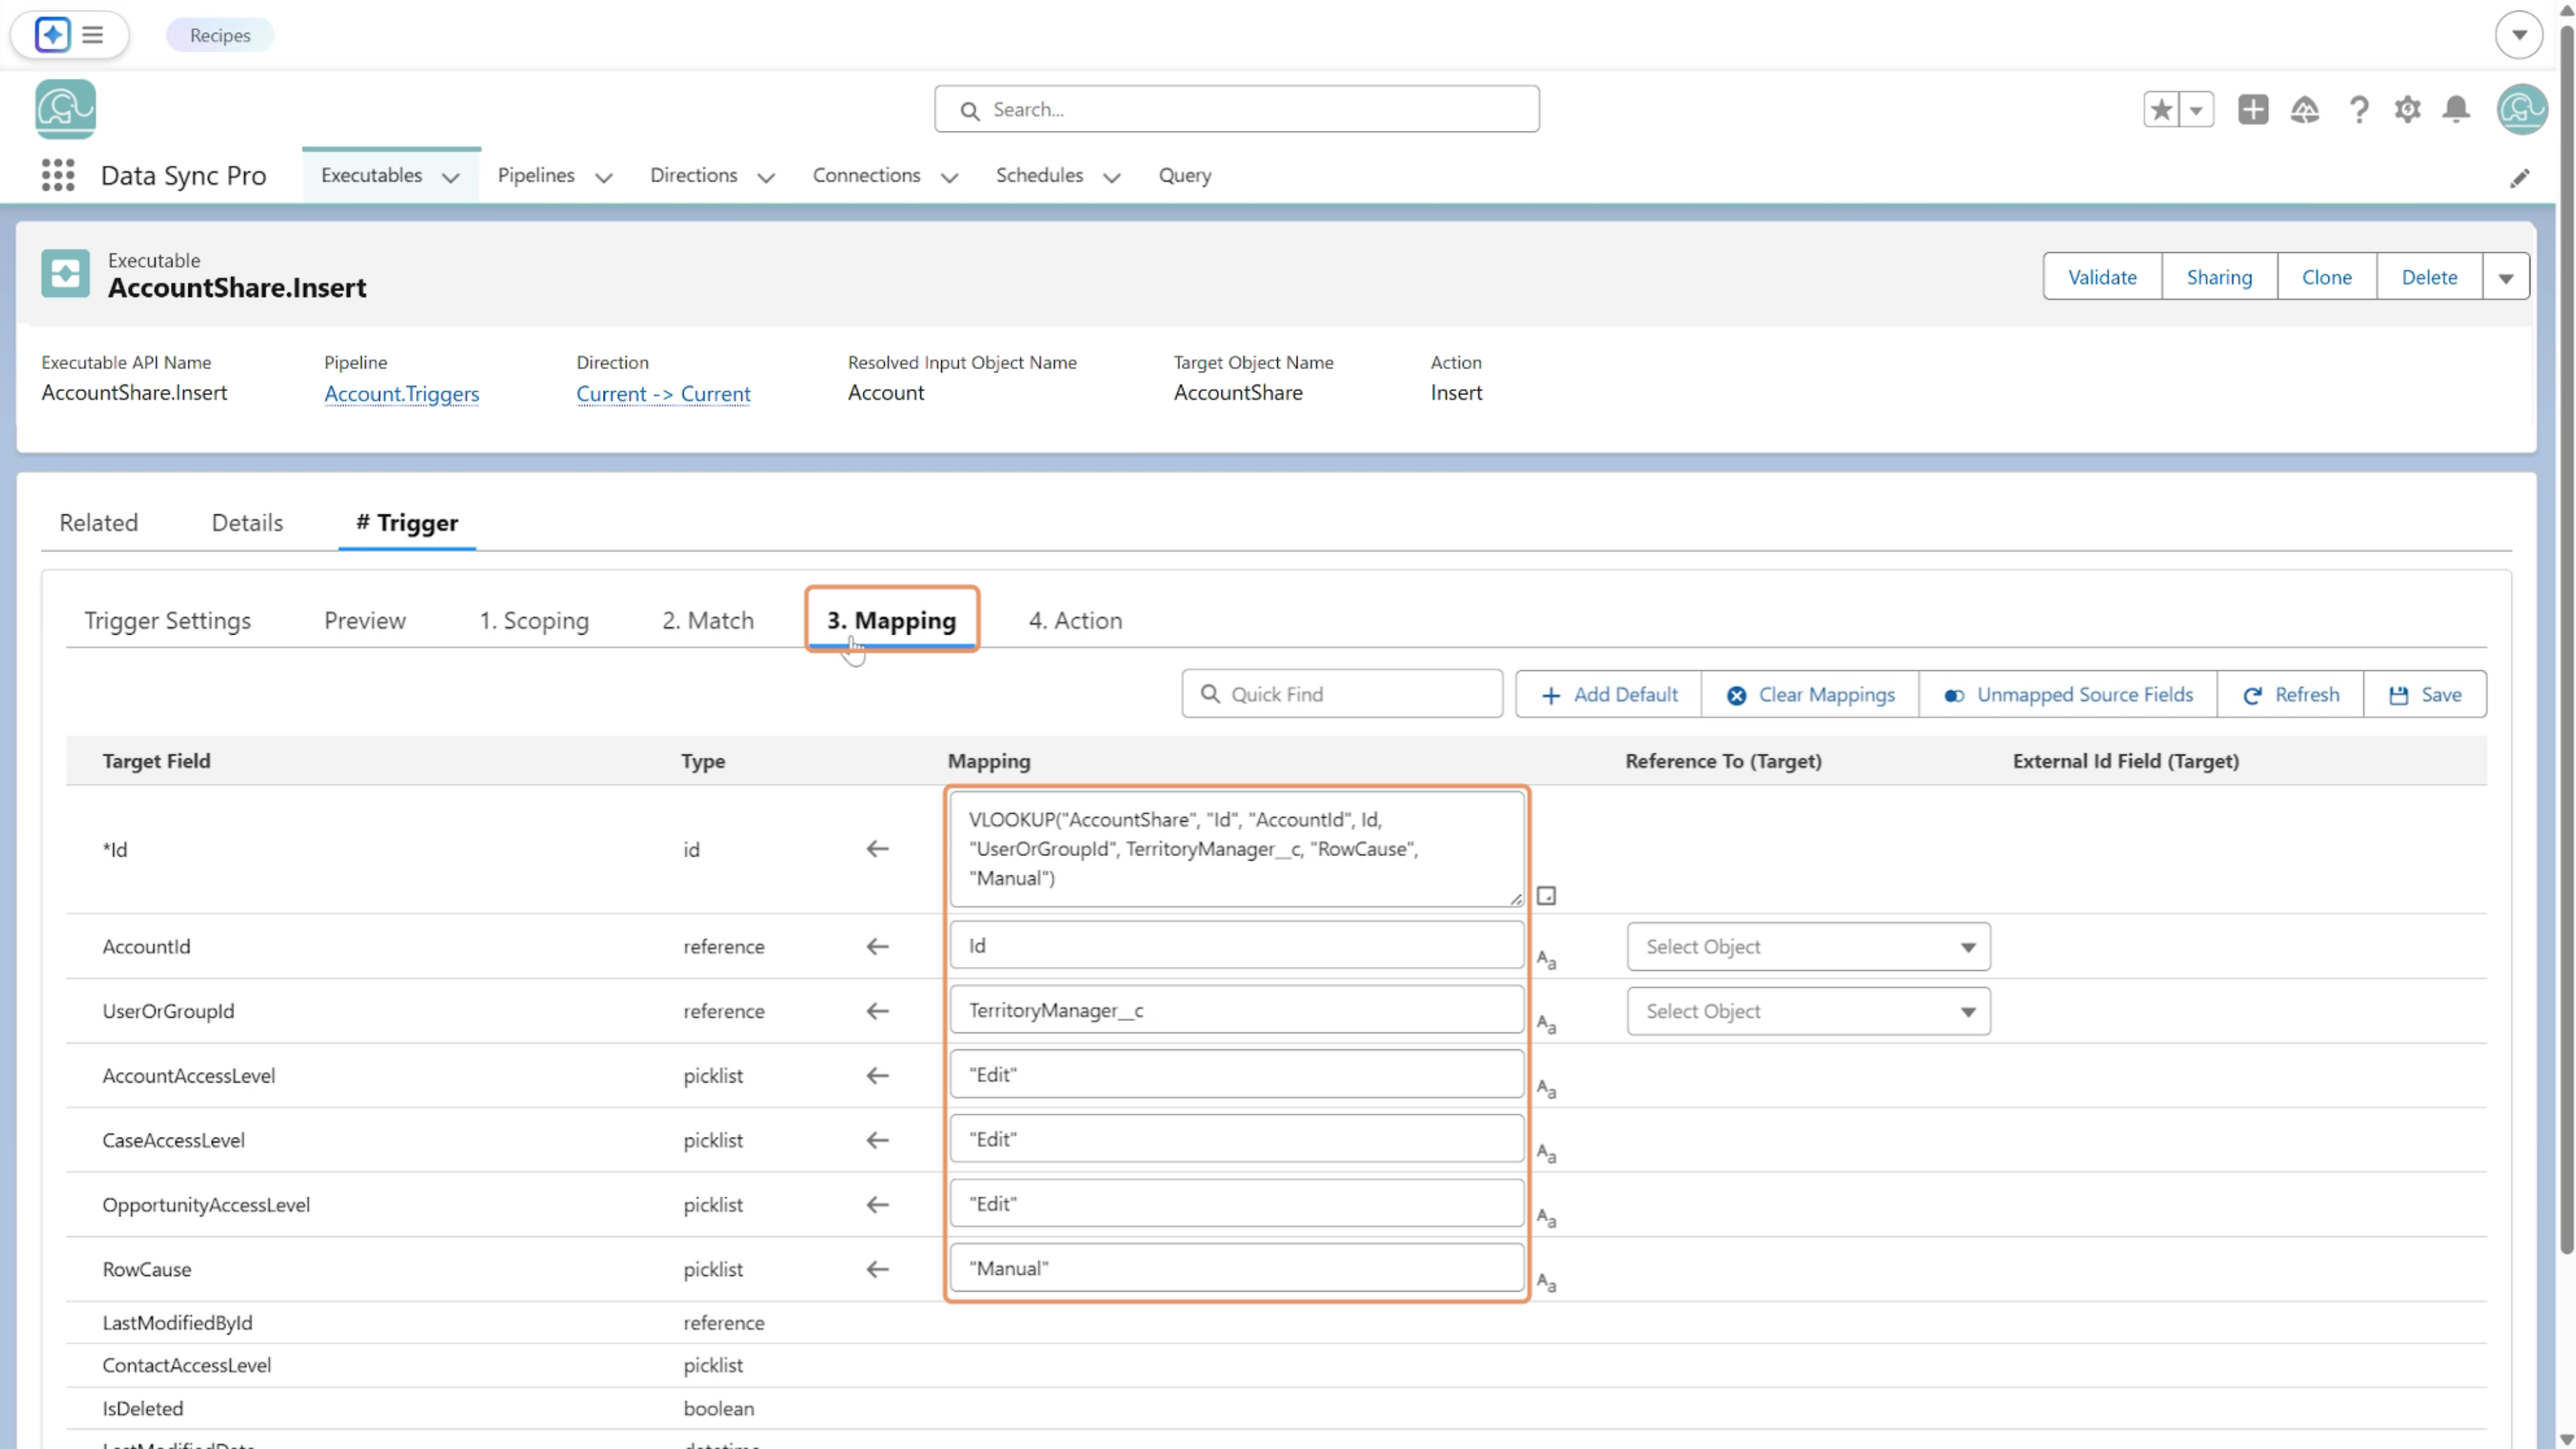 Recipes
Search...
Data Sync Pro
Executables
Pipelines
Directions
Connections
Schedules
Query
Executable
AccountShare.Insert
Validate
Sharing
Clone
Delete
Executable API Name
AccountShare.Insert
Pipeline
Account.Triggers
Direction
Current -> Current
Resolved Input Object Name
Account
Target Object Name
AccountShare
Action
Insert
Related
Details
# Trigger
Trigger Settings
Preview
1. Scoping
2. Match
3. Mapping
4. Action
Quick Find
Add Default
Clear Mappings
Unmapped Source Fields
Refresh
Save
Target Field
Type
Mapping
Reference To (Target)
External Id Field (Target)
*Id
id
VLOOKUP("AccountShare", "Id", "AccountId", Id,
"UserOrGroupId", TerritoryManager__c, "RowCause",
"Manual")
AccountId
reference
Id
Aa
Select Object
UserOrGroupId
reference
TerritoryManager__c
Aa
Select Object
AccountAccessLevel
picklist
"Edit"
Aa
CaseAccessLevel
picklist
"Edit"
Aa
OpportunityAccessLevel
picklist
"Edit"
Aa
RowCause
picklist
"Manual"
Aa
LastModifiedById
reference
ContactAccessLevel
picklist
IsDeleted
boolean